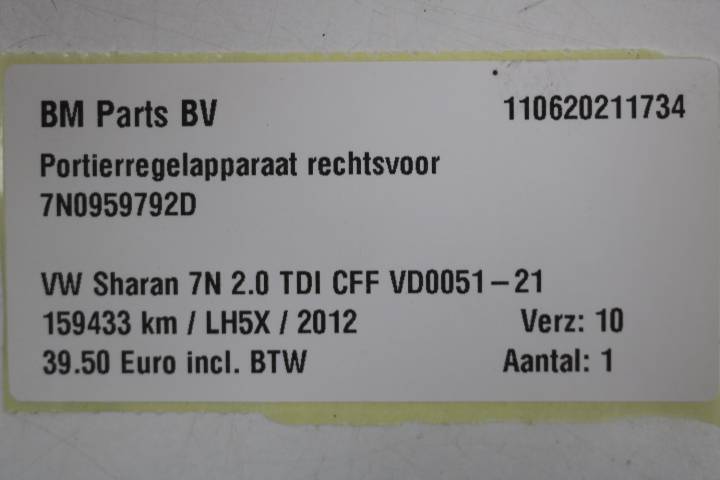 BM Parts BV 110620211734
Portierregelapparaat rechtsvoor
7N0959792D
VW Sharan 7N 2.0 TDI CFF VD0051-21
159433 km / LH5X / 2012 Verz: 10
39.50 Euro incl. BTW Aantal: 1